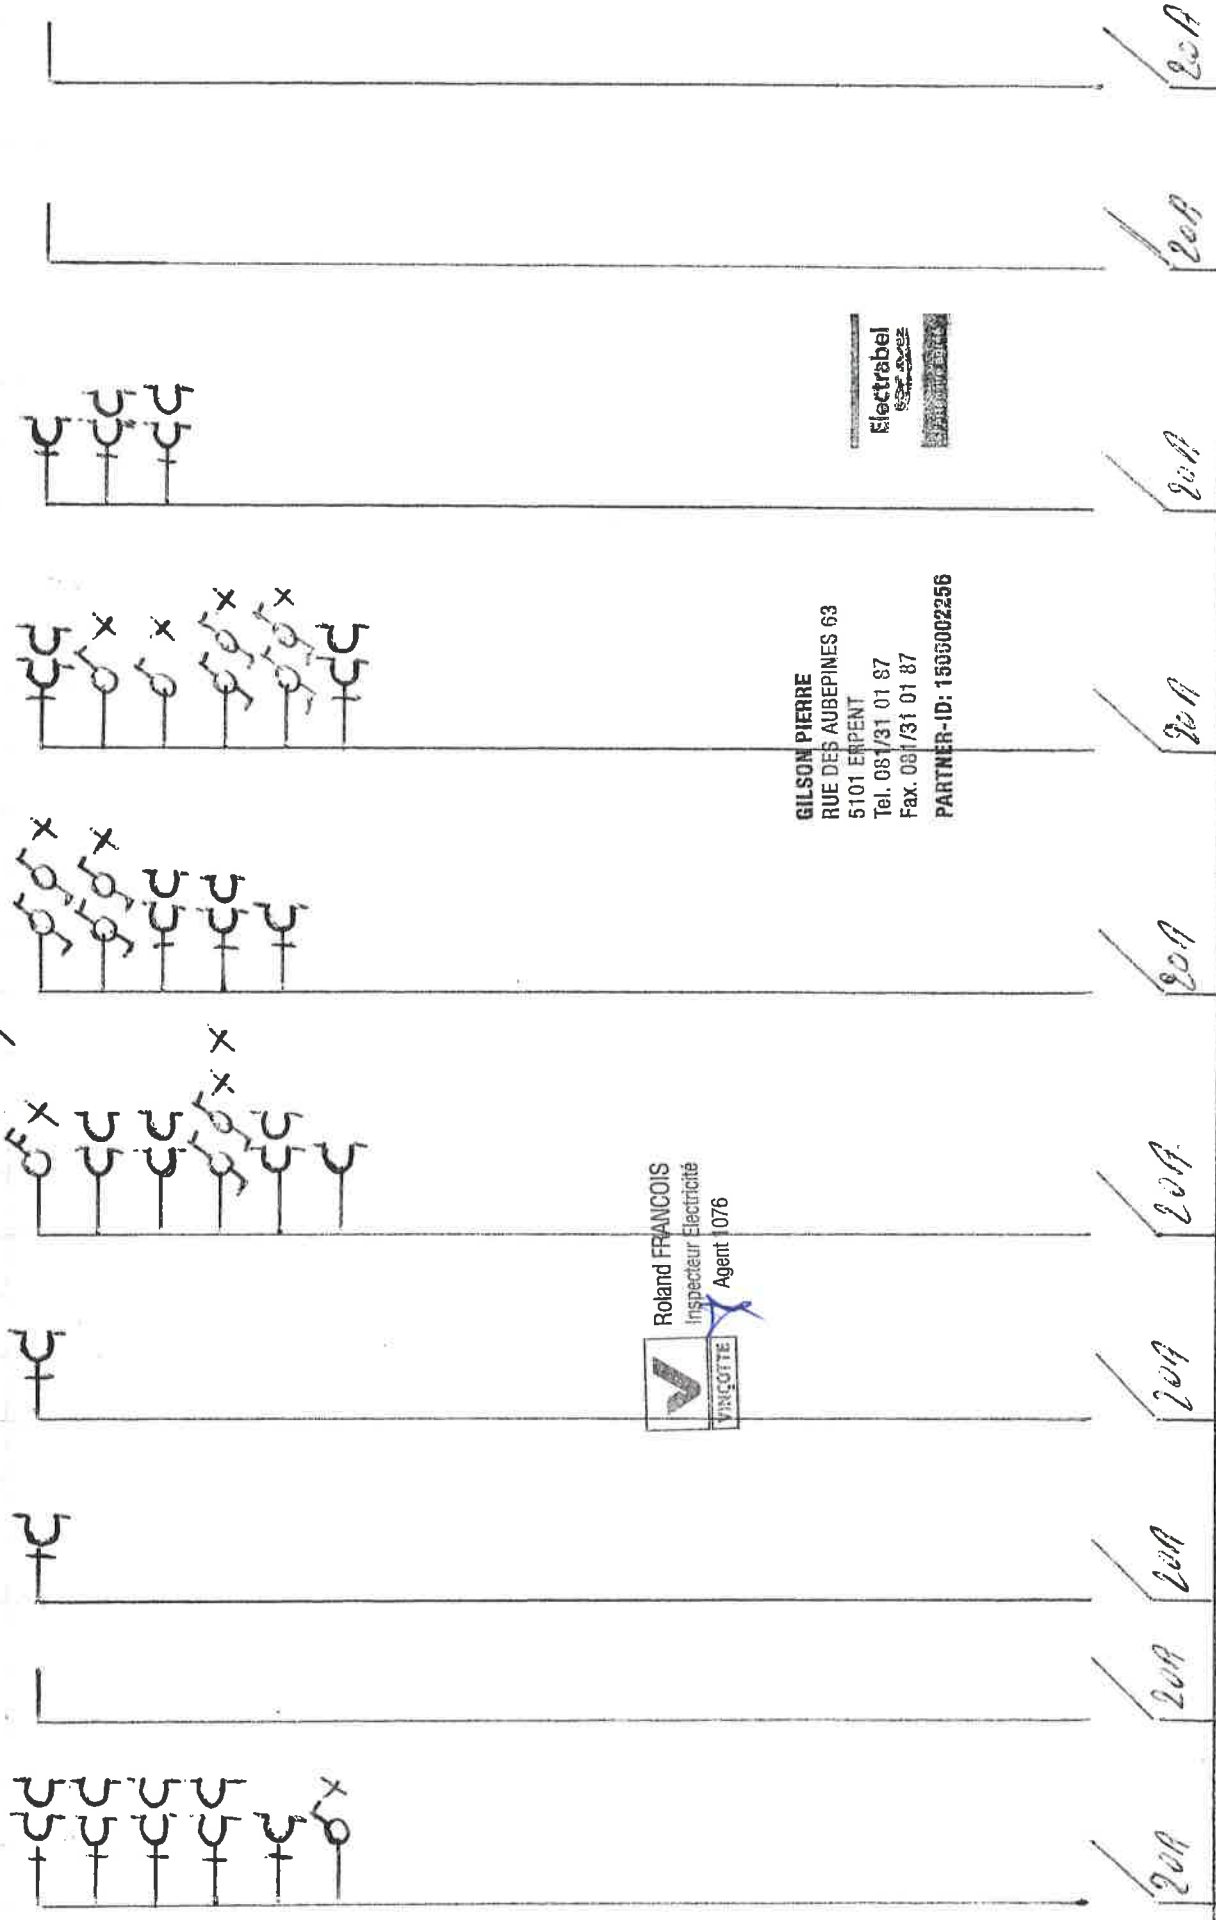 20A
20A
20A
20A
20A
20A
20A
20A
20A
20A
Electrabel
GILSON PIERRE
RUE DES AUBEPINES 63
5101 ERPENT
Tel. 081/31 01 87
Fax. 081/31 01 87
PARTNER-ID: 1500002256
Roland FRANCOIS
Inspecteur Electricité
Agent 1076
VINÇOTTE